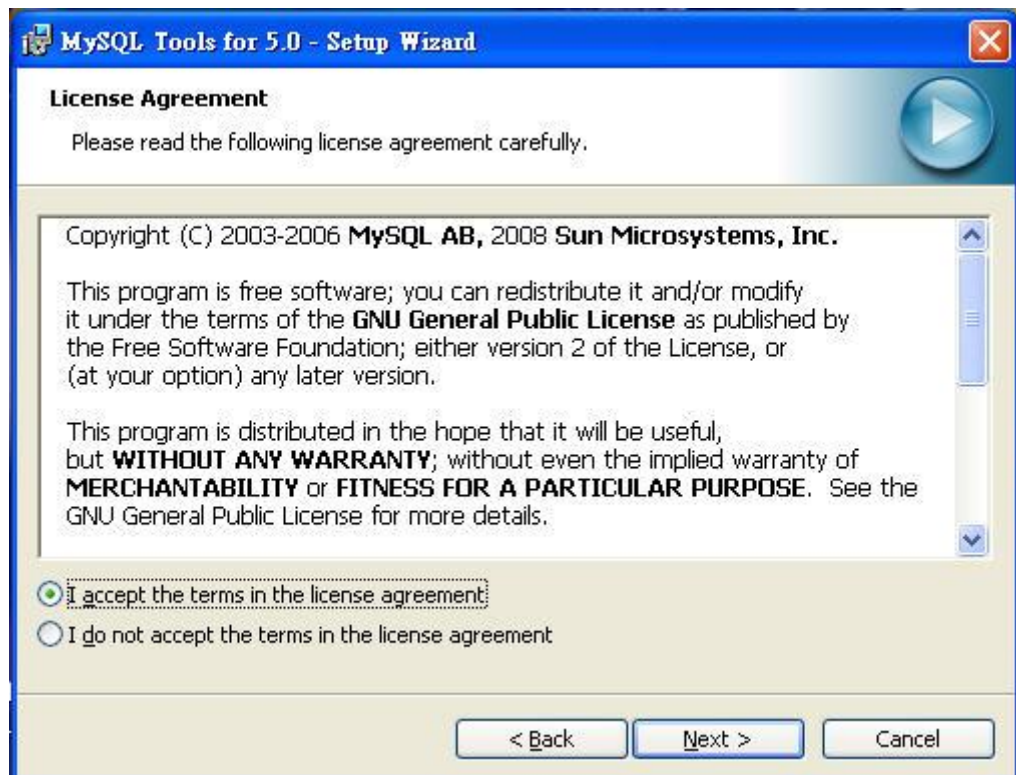 MySQL Tools for 5.0 - Setup Wizard
License Agreement
Please read the following license agreement carefully.
Copyright (C) 2003-2006 MySQL AB, 2008 Sun Microsystems, Inc.
This program is free software; you can redistribute it and/or modify
it under the terms of the GNU General Public License as published by
the Free Software Foundation; either version 2 of the License, or
(at your option) any later version.
This program is distributed in the hope that it will be useful,
but WITHOUT ANY WARRANTY; without even the implied warranty of
MERCHANTABILITY or FITNESS FOR A PARTICULAR PURPOSE. See the
GNU General Public License for more details.
I accept the terms in the license agreement
I do not accept the terms in the license agreement
< Back Next > Cancel